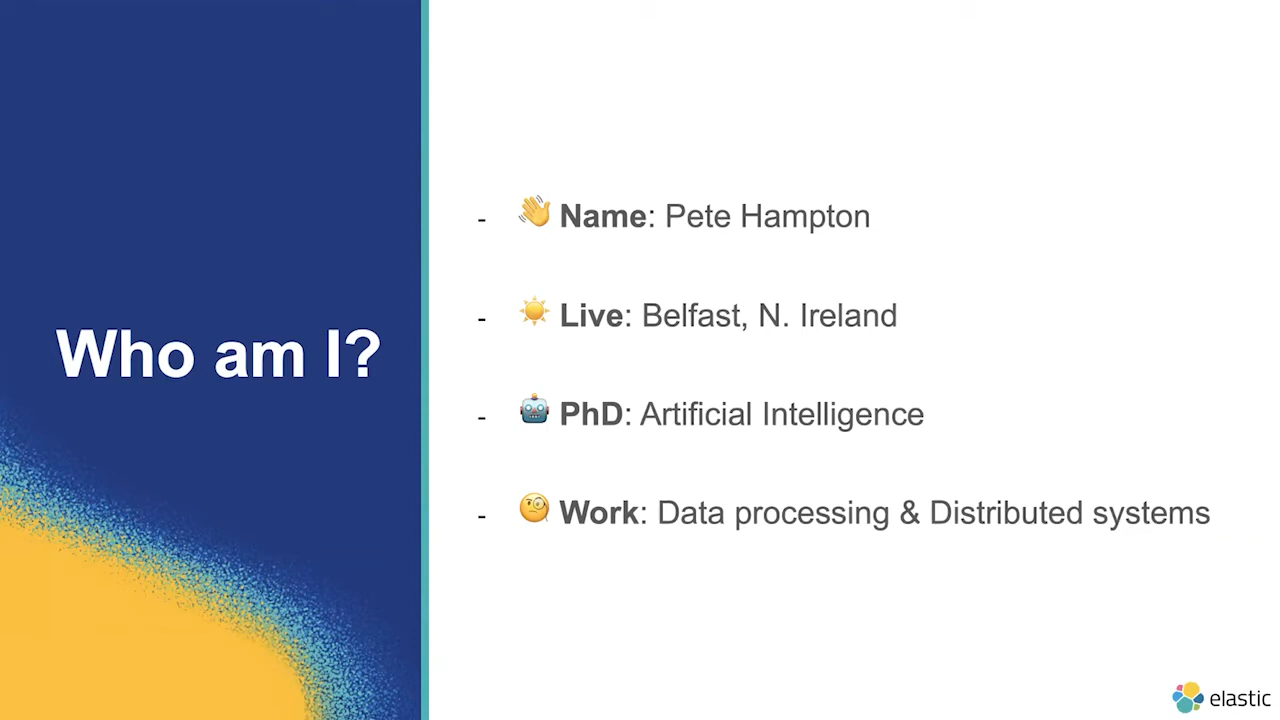 Who am I?
- 👋 Name: Pete Hampton
- ☀️ Live: Belfast, N. Ireland
- 🤖 PhD: Artificial Intelligence
- 🧐 Work: Data processing & Distributed systems
elastic